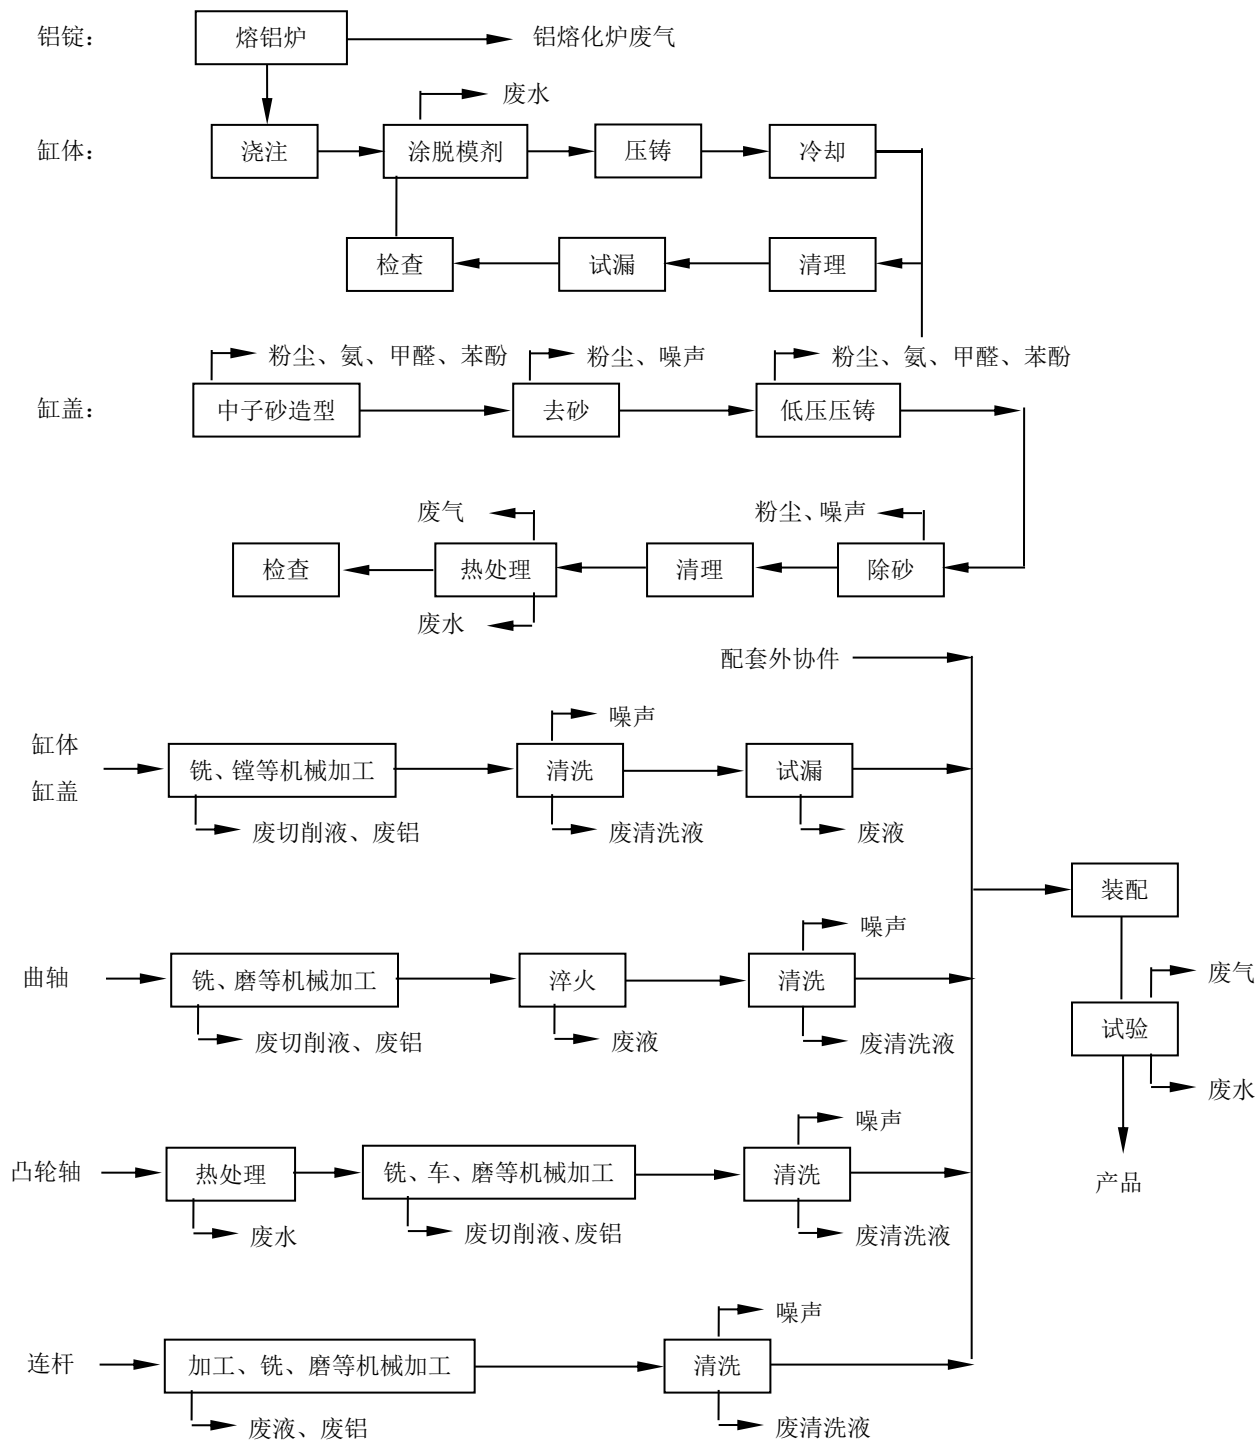 铝锭：
熔铝炉
铝熔化炉废气
废水
缸体：
浇注
涂脱模剂
压铸
冷却
检查
试漏
清理
粉尘、氨、甲醛、苯酚
粉尘、噪声
粉尘、氨、甲醛、苯酚
缸盖：
中子砂造型
去砂
低压压铸
废气
粉尘、噪声
检查
热处理
清理
除砂
废水
配套外协件
噪声
缸体
缸盖
铣、镗等机械加工
清洗
试漏
废切削液、废铝
废清洗液
废液
装配
噪声
曲轴
铣、磨等机械加工
淬火
清洗
废气
废切削液、废铝
废液
废清洗液
试验
废水
噪声
凸轮轴
热处理
铣、车、磨等机械加工
清洗
产品
废水
废切削液、废铝
废清洗液
噪声
连杆
加工、铣、磨等机械加工
清洗
废液、废铝
废清洗液